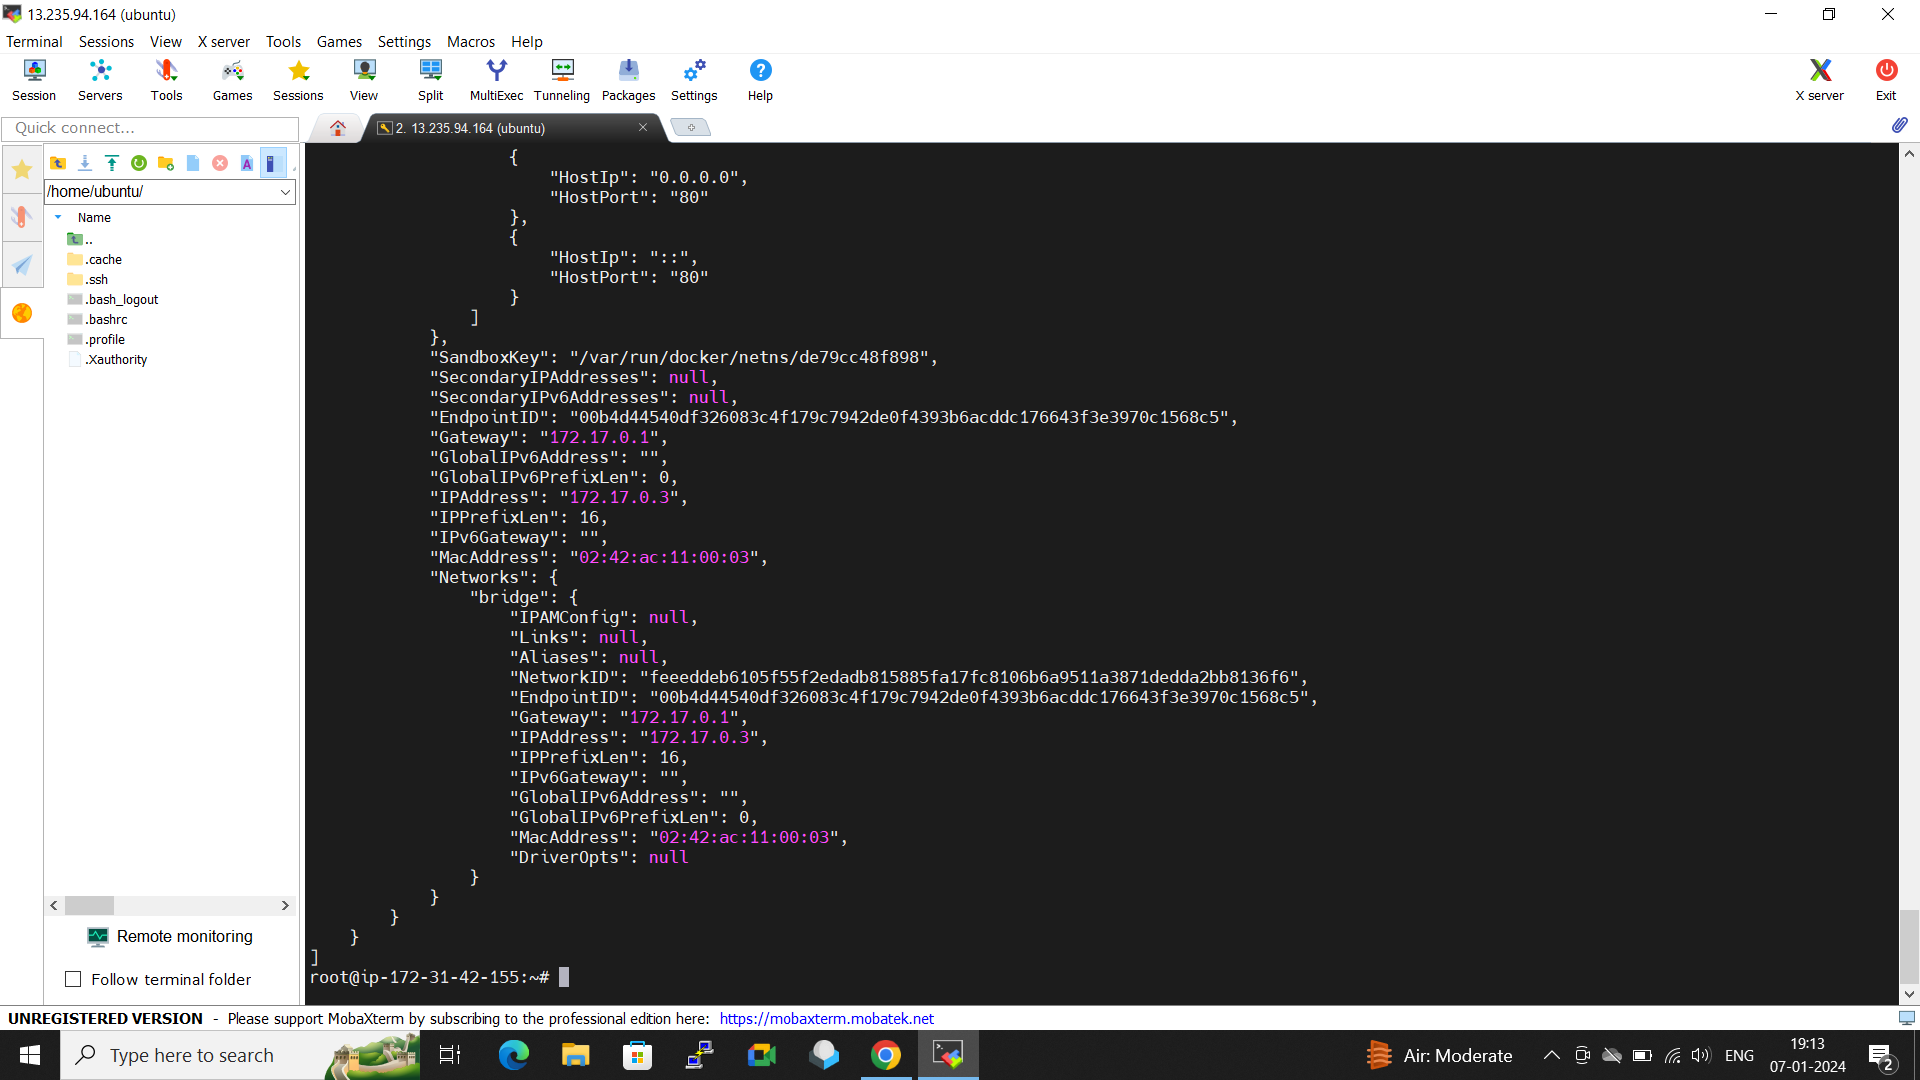 13.235.94.164 (ubuntu)
Terminal Sessions View X server Tools Games Settings Macros Help
Session Servers Tools Games Sessions View Split MultiExec Tunneling Packages Settings Help X server Exit
Quick connect...
2. 13.235.94.164 (ubuntu)
/home/ubuntu/
Name
..
.cache
.ssh
.bash_logout
.bashrc
.profile
.Xauthority
Remote monitoring
Follow terminal folder
{
"HostIp": "0.0.0.0",
"HostPort": "80"
},
{
"HostIp": "::",
"HostPort": "80"
}
]
},
"SandboxKey": "/var/run/docker/netns/de79cc48f898",
"SecondaryIPAddresses": null,
"SecondaryIPv6Addresses": null,
"EndpointID": "00b4d44540df326083c4f179c7942de0f4393b6acddc176643f3e3970c1568c5",
"Gateway": "172.17.0.1",
"GlobalIPv6Address": "",
"GlobalIPv6PrefixLen": 0,
"IPAddress": "172.17.0.3",
"IPPrefixLen": 16,
"IPv6Gateway": "",
"MacAddress": "02:42:ac:11:00:03",
"Networks": {
"bridge": {
"IPAMConfig": null,
"Links": null,
"Aliases": null,
"NetworkID": "feeeddeb6105f55f2edadb815885fa17fc8106b6a9511a3871dedda2bb8136f6",
"EndpointID": "00b4d44540df326083c4f179c7942de0f4393b6acddc176643f3e3970c1568c5",
"Gateway": "172.17.0.1",
"IPAddress": "172.17.0.3",
"IPPrefixLen": 16,
"IPv6Gateway": "",
"GlobalIPv6Address": "",
"GlobalIPv6PrefixLen": 0,
"MacAddress": "02:42:ac:11:00:03",
"DriverOpts": null
}
}
}
}
]
root@ip-172-31-42-155:~#
UNREGISTERED VERSION - Please support MobaXterm by subscribing to the professional edition here: https://mobaxterm.mobatek.net
Type here to search
Air: Moderate
ENG
19:13
07-01-2024
2